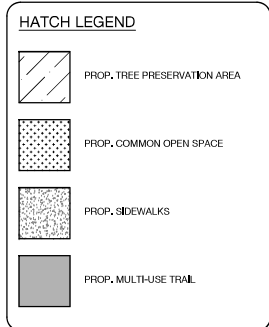 HATCH LEGEND
PROP. TREE PRESERVATION AREA
PROP. COMMON OPEN SPACE
PROP. SIDEWALKS
PROP. MULTI-USE TRAIL